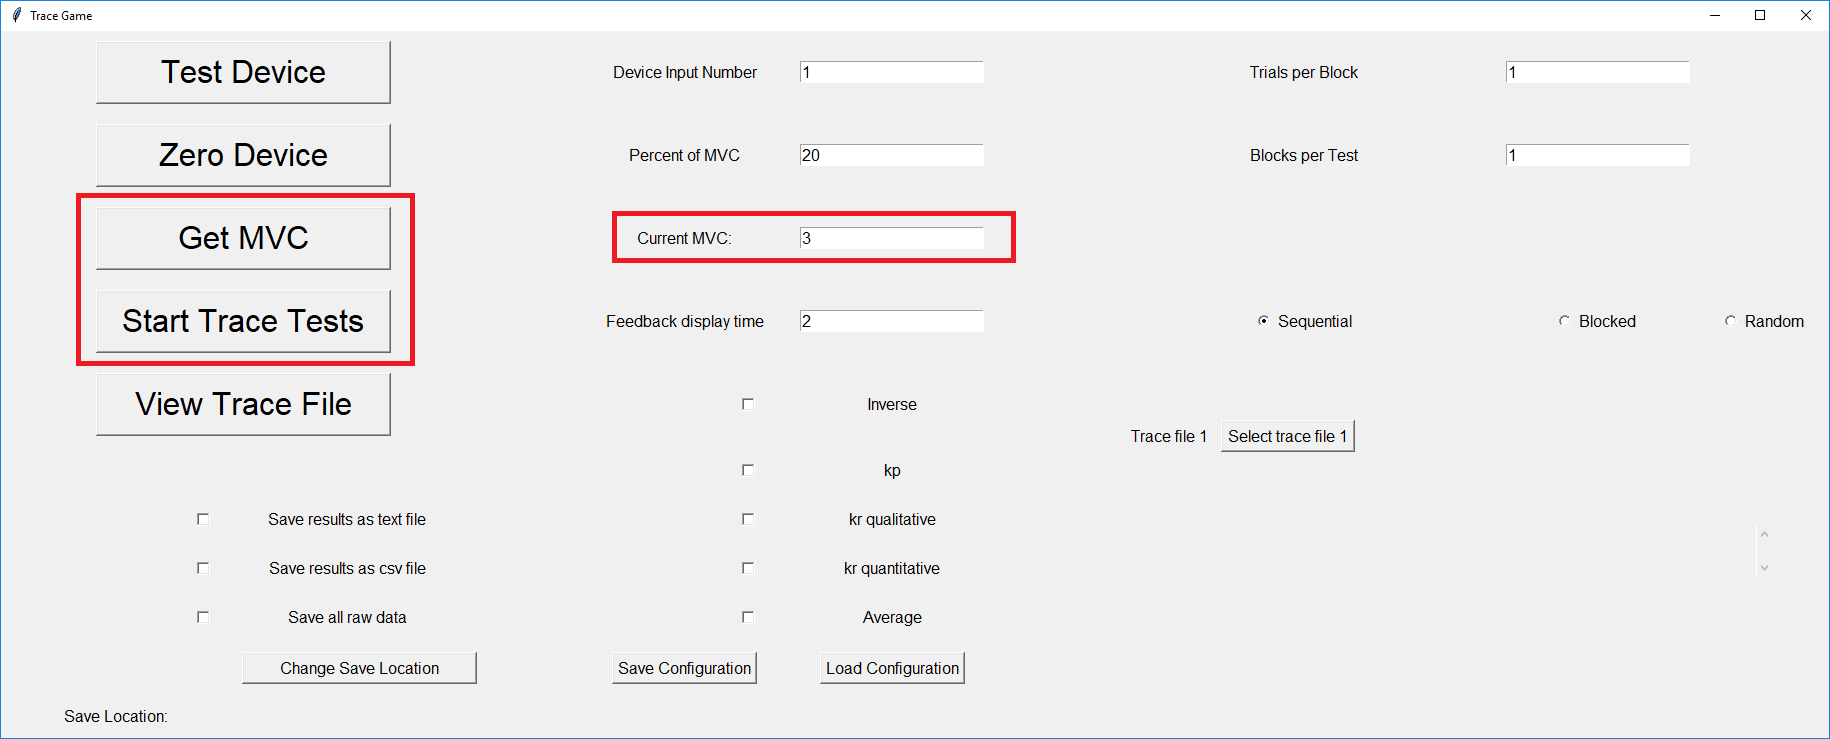 Trace Game
Test Device
Device Input Number 1
Trials per Block 1
Zero Device
Percent of MVC 20
Blocks per Test 1
Get MVC
Current MVC: 3
Start Trace Tests
Feedback display time 2
Sequential Blocked Random
View Trace File
Inverse
Trace file 1 Select trace file 1
kp
Save results as text file
kr qualitative
Save results as csv file
kr quantitative
Save all raw data
Average
Change Save Location
Save Configuration
Load Configuration
Save Location: